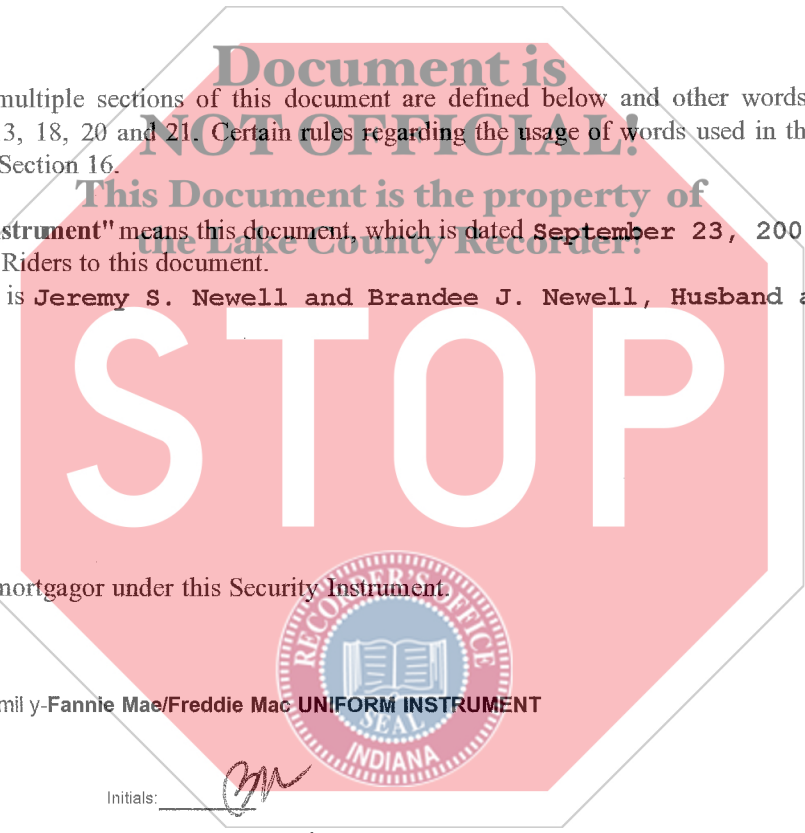 Document is
multiple sections of this document are defined below and other words
3, 18, 20 and 21. Certain rules regarding the usage of words used in th
NOT OFFICIAL!
Section 16.
This Document is the property of
strument" means this document, which is dated September 23, 200
the Lake County Recorder!
Riders to this document.
is Jeremy S. Newell and Brandee J. Newell, Husband a
STOP
mortgagor under this Security Instrument.
RECORDER'S OFFICE
SEAL
INDIANA
mil y-Fannie Mae/Freddie Mac UNIFORM INSTRUMENT
Initials: